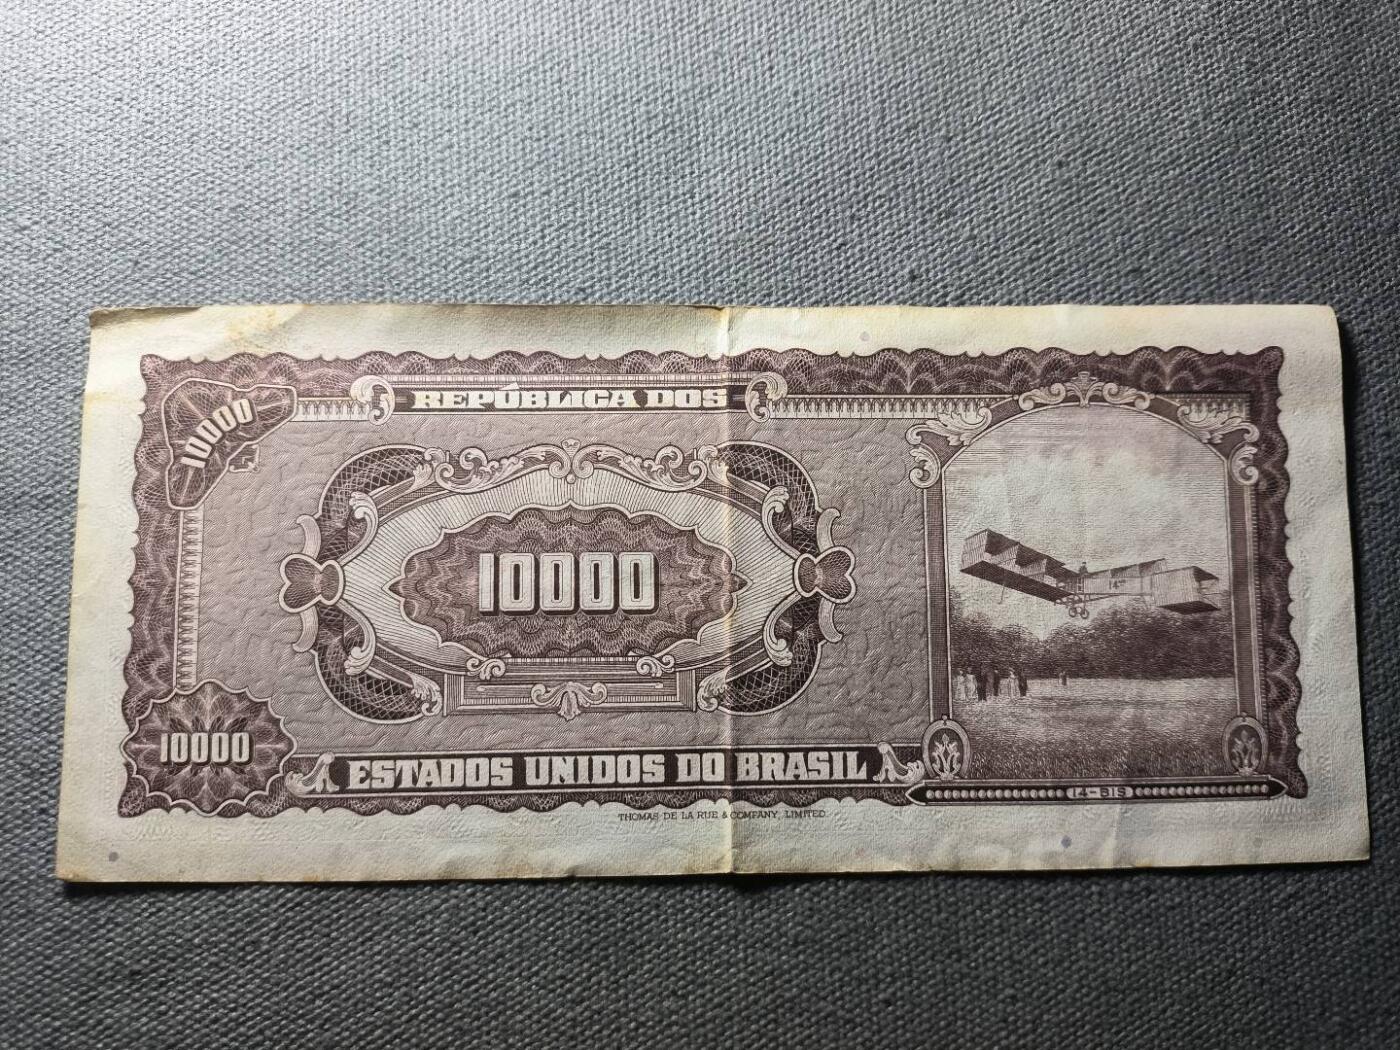 10000
REPÚBLICA DOS
10000
14
10000
ESTADOS UNIDOS DO BRASIL
14-BIS
THOMAS DE LA RUE & COMPANY, LIMITED.